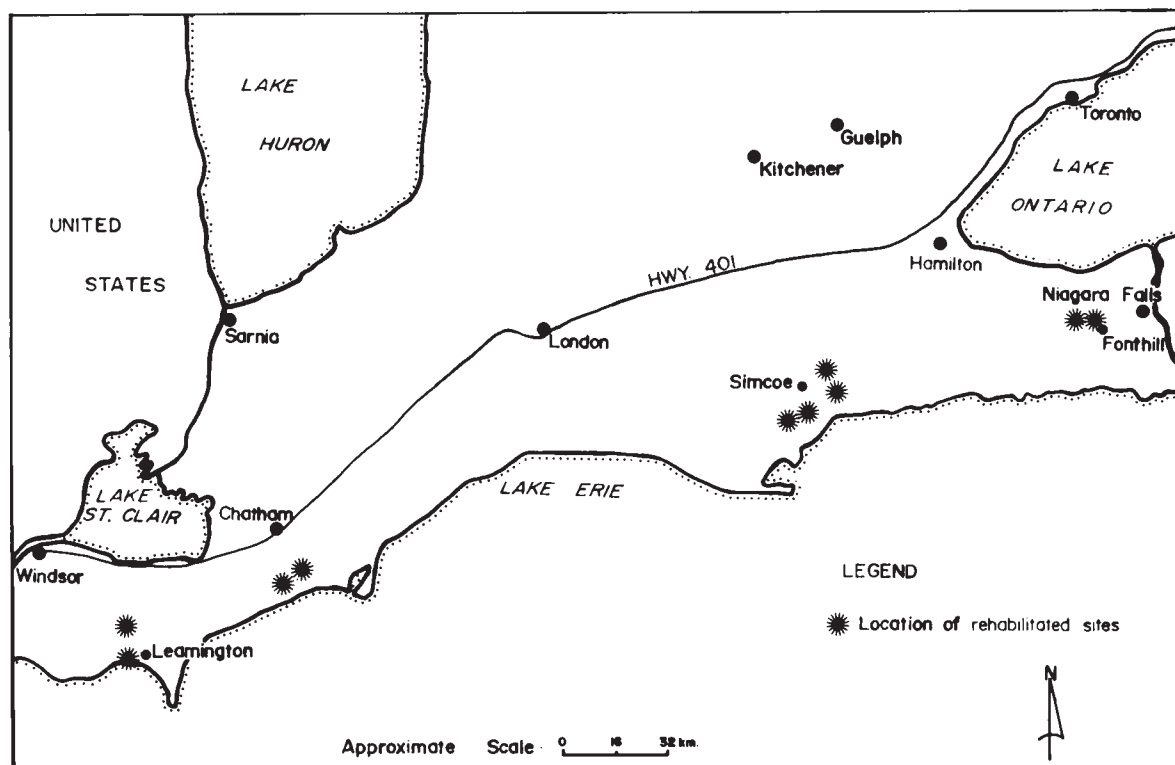 LAKE
HURON
Toronto
Guelph
Kitchener
LAKE
ONTARIO
UNITED
STATES
HWY. 401
Hamilton
Niagara Falls
Sarnia
London
Fonthill
Simcoe
LAKE
ST. CLAIR
LAKE ERIE
Chatham
Windsor
LEGEND
Location of rehabilitated sites
Leamington
N
Approximate Scale 0 16 32 km.